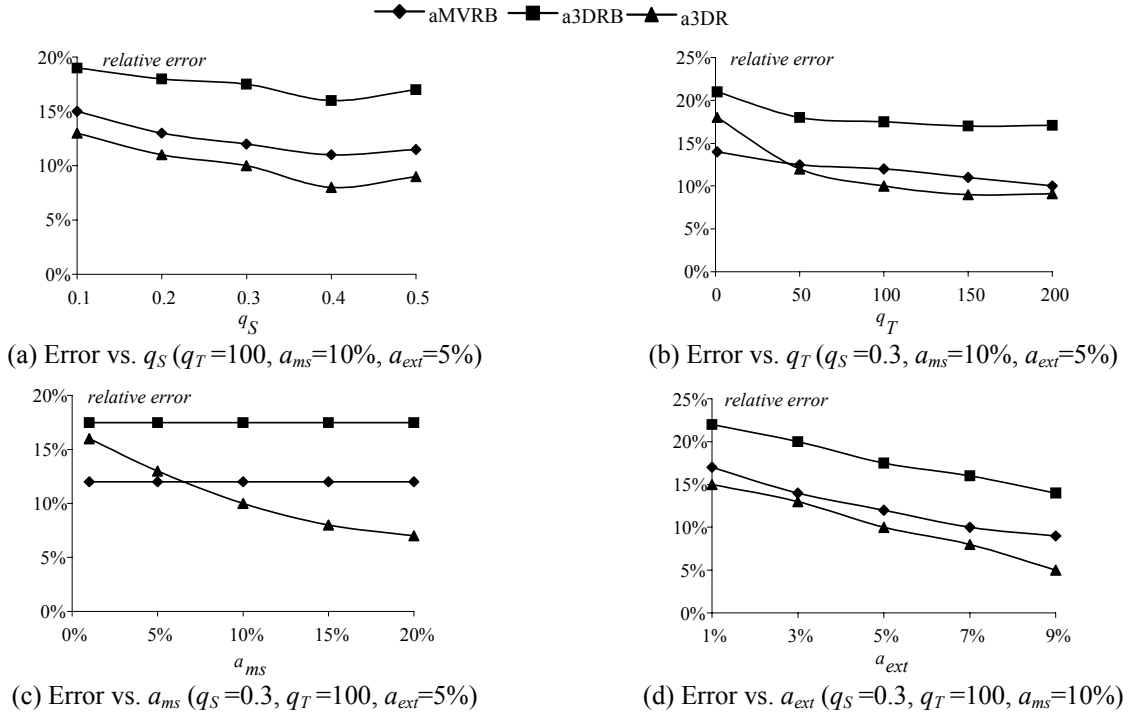 aMVRB a3DRB a3DR
relative error
20%
15%
10%
5%
0%
0.1 0.2 0.3 0.4 0.5
q_S
(a) Error vs. q_S (q_T =100, a_ms=10%, a_ext=5%)
relative error
25%
20%
15%
10%
5%
0%
0 50 100 150 200
q_T
(b) Error vs. q_T (q_S =0.3, a_ms=10%, a_ext=5%)
relative error
20%
15%
10%
5%
0%
0% 5% 10% 15% 20%
a_ms
(c) Error vs. a_ms (q_S =0.3, q_T =100, a_ext=5%)
relative error
25%
20%
15%
10%
5%
0%
1% 3% 5% 7% 9%
a_ext
(d) Error vs. a_ext (q_S =0.3, q_T =100, a_ms=10%)